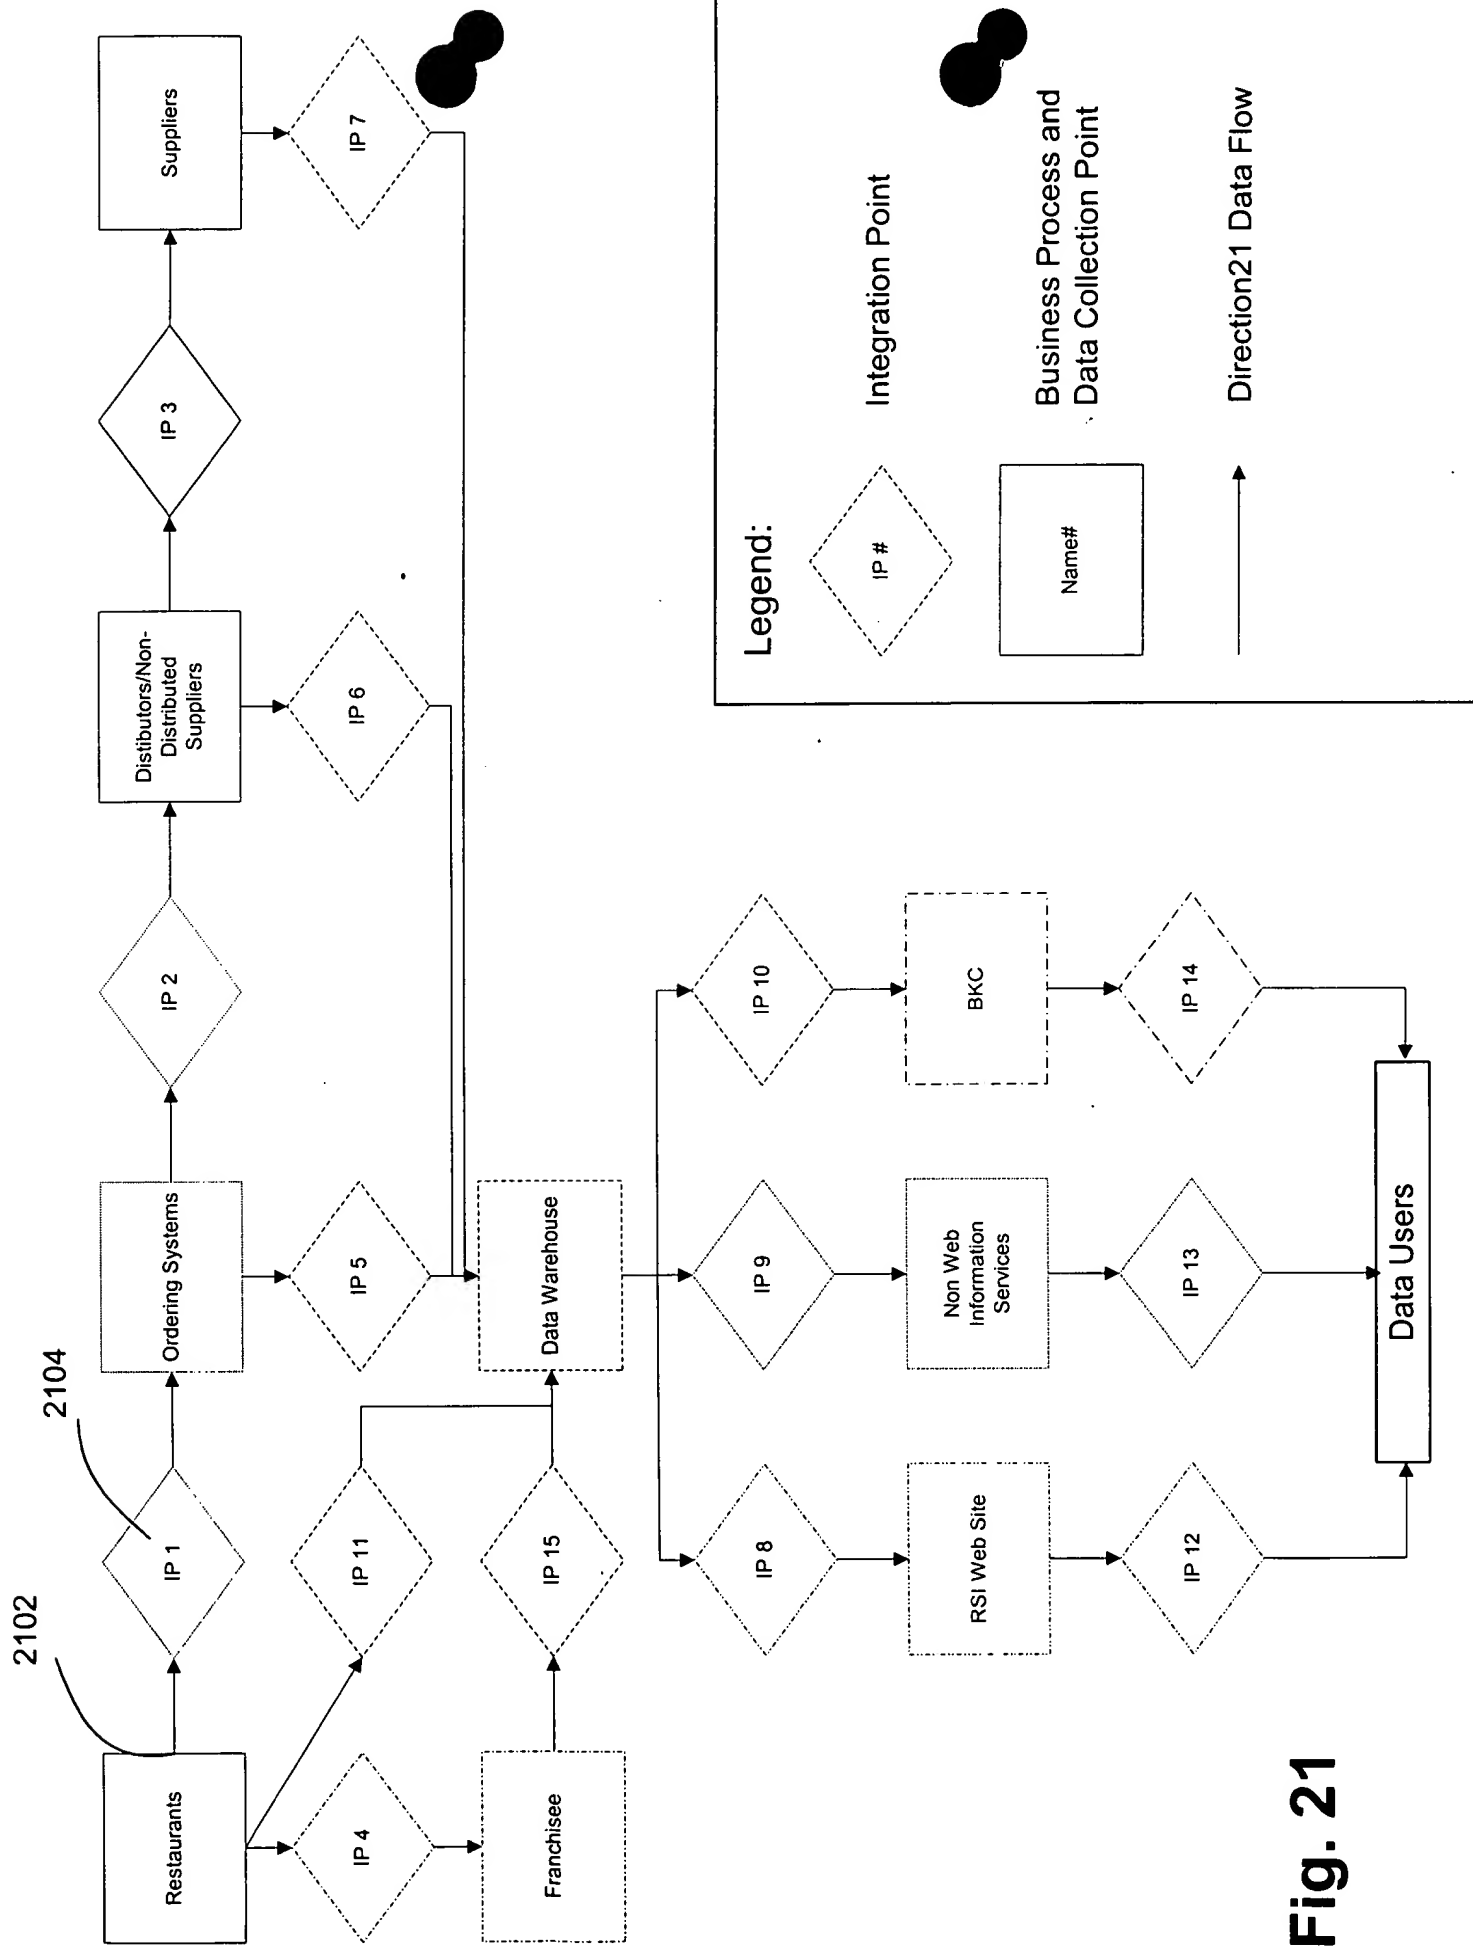 2102
2104
Restaurants
IP 1
Ordering Systems
IP 2
Distibutors/Non-
Distributed
Suppliers
IP 3
Suppliers
IP 4
IP 11
IP 5
IP 6
IP 7
Franchisee
IP 15
Data Warehouse
IP 8
IP 9
IP 10
RSI Web Site
Non Web
Information
Services
BKC
IP 12
IP 13
IP 14
Data Users
Legend:
IP #
Integration Point
Name#
Business Process and
Data Collection Point
Direction21 Data Flow
Fig. 21